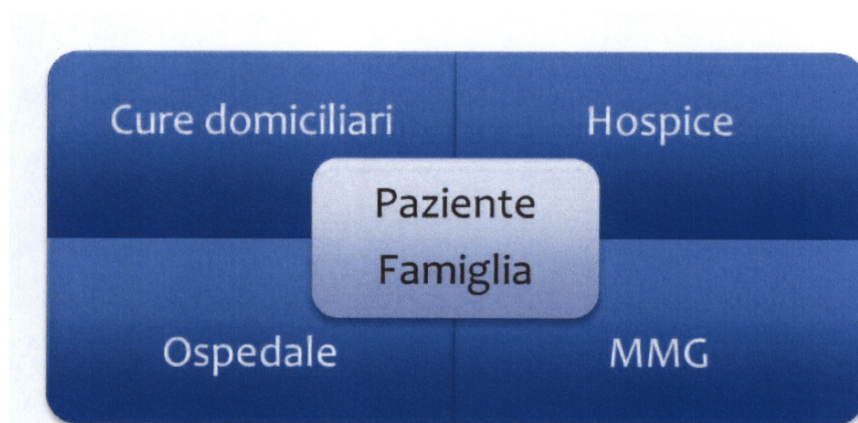 Cure domiciliari
Hospice
Paziente
Famiglia
Ospedale
MMG